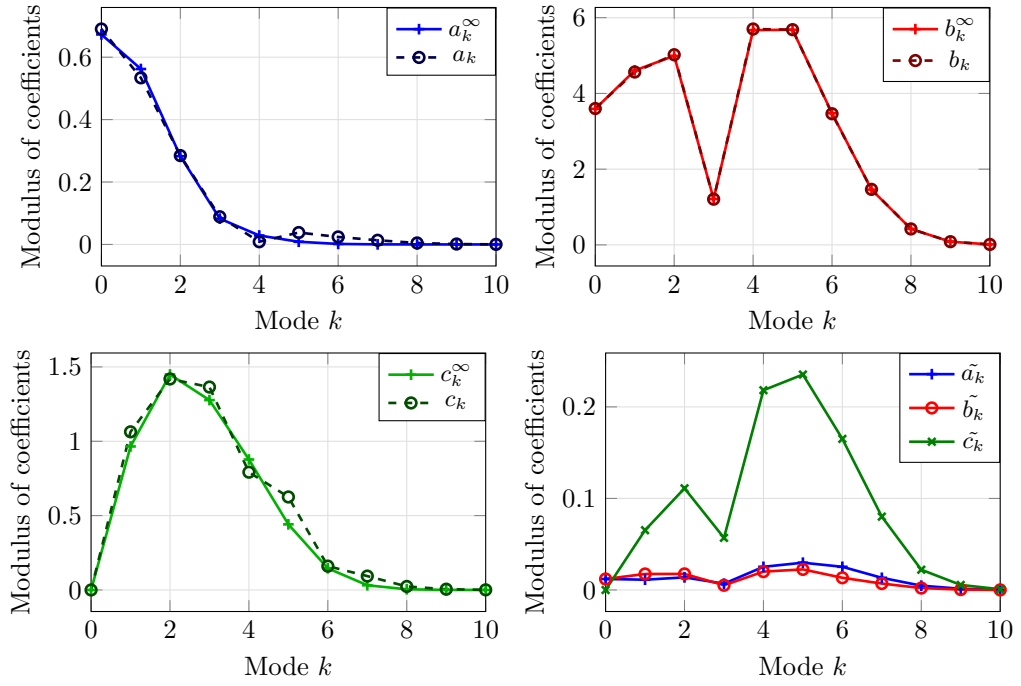 Modulus of coefficients
0.6
0.4
0.2
0
0 2 4 6 8 10
Mode k
a_k^∞
a_k
Modulus of coefficients
6
4
2
0
0 2 4 6 8 10
Mode k
b_k^∞
b_k
Modulus of coefficients
1.5
1
0.5
0
0 2 4 6 8 10
Mode k
c_k^∞
c_k
Modulus of coefficients
0.2
0.1
0
0 2 4 6 8 10
Mode k
ã_k
b̃_k
c̃_k